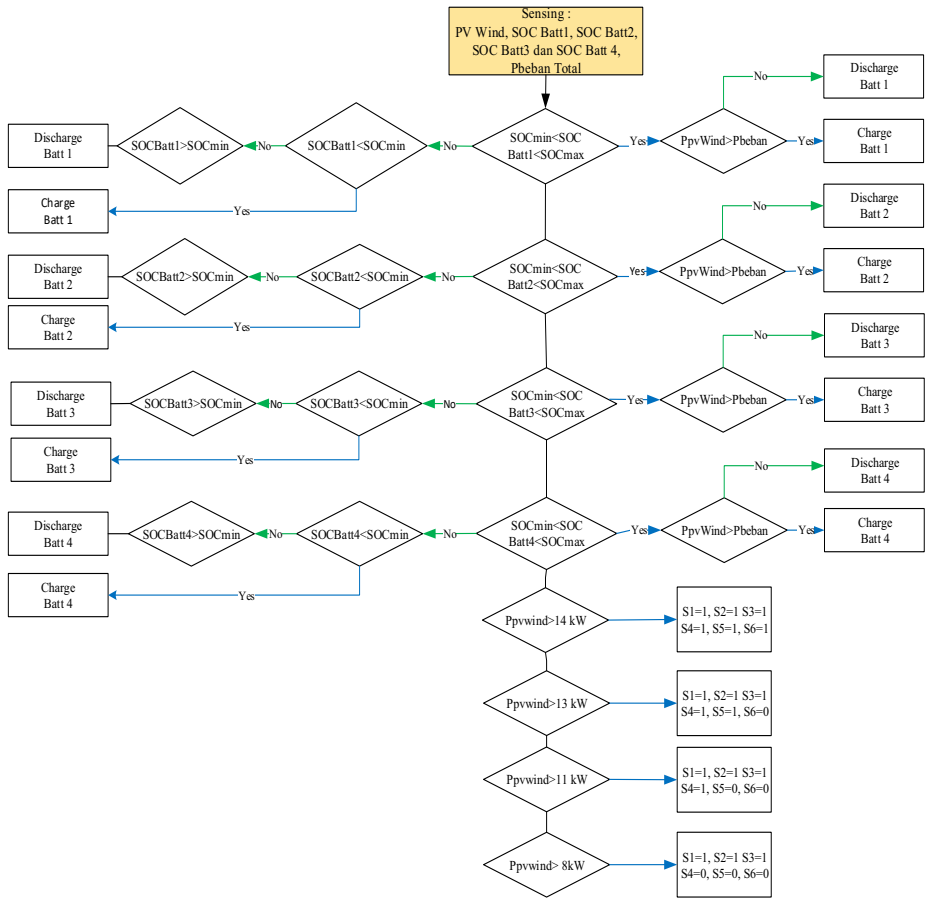 Sensing :
PV Wind, SOC Batt1, SOC Batt2,
SOC Batt3 dan SOC Batt 4,
Pbeban Total
Discharge
Batt 1
SOCBatt1>SOCmin
No
SOCBatt1<SOCmin
No
SOCmin<SOC
Batt1<SOCmax
Yes
PpvWind>Pbeban
No
Discharge
Batt 1
Yes
Charge
Batt 1
Charge
Batt 1
Yes
Discharge
Batt 2
SOCBatt2>SOCmin
No
SOCBatt2<SOCmin
No
SOCmin<SOC
Batt2<SOCmax
Yes
PpvWind>Pbeban
No
Discharge
Batt 2
Yes
Charge
Batt 2
Charge
Batt 2
Yes
Discharge
Batt 3
SOCBatt3>SOCmin
No
SOCBatt3<SOCmin
No
SOCmin<SOC
Batt3<SOCmax
Yes
PpvWind>Pbeban
No
Discharge
Batt 3
Yes
Charge
Batt 3
Charge
Batt 3
Yes
Discharge
Batt 4
SOCBatt4>SOCmin
No
SOCBatt4<SOCmin
No
SOCmin<SOC
Batt4<SOCmax
Yes
PpvWind>Pbeban
No
Discharge
Batt 4
Yes
Charge
Batt 4
Charge
Batt 4
Yes
Ppvwind>14 kW
S1=1, S2=1 S3=1
S4=1, S5=1, S6=1
Ppvwind>13 kW
S1=1, S2=1 S3=1
S4=1, S5=1, S6=0
Ppvwind>11 kW
S1=1, S2=1 S3=1
S4=1, S5=0, S6=0
Ppvwind> 8kW
S1=1, S2=1 S3=1
S4=0, S5=0, S6=0